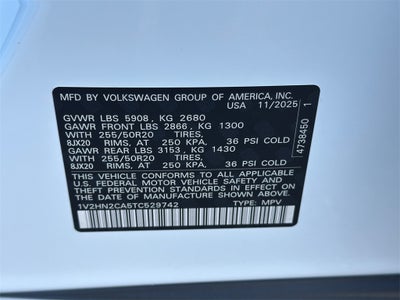 MFD. BY VOLKSWAGEN GROUP OF AMERICA, INC.
USA 11/2025
GVWR LBS 5908, KG 2680
GAWR FRONT LBS 2866, KG 1300
WITH 255/50R20 TIRES,
8JX20 RIMS, AT 250 KPA, 36 PSI COLD
GAWR REAR LBS 3153, KG 1430
WITH 255/50R20 TIRES,
8JX20 RIMS, AT 250 KPA, 36 PSI COLD
THIS VEHICLE CONFORMS TO ALL APPLICABLE
U.S. FEDERAL MOTOR VEHICLE SAFETY, BUMPER, AND
THEFT PREVENTION STANDARDS IN EFFECT ON THE
DATE OF MANUFACTURE SHOWN ABOVE.
1V2HN2CA5TC529742 TYPE: MPV
4738450 1